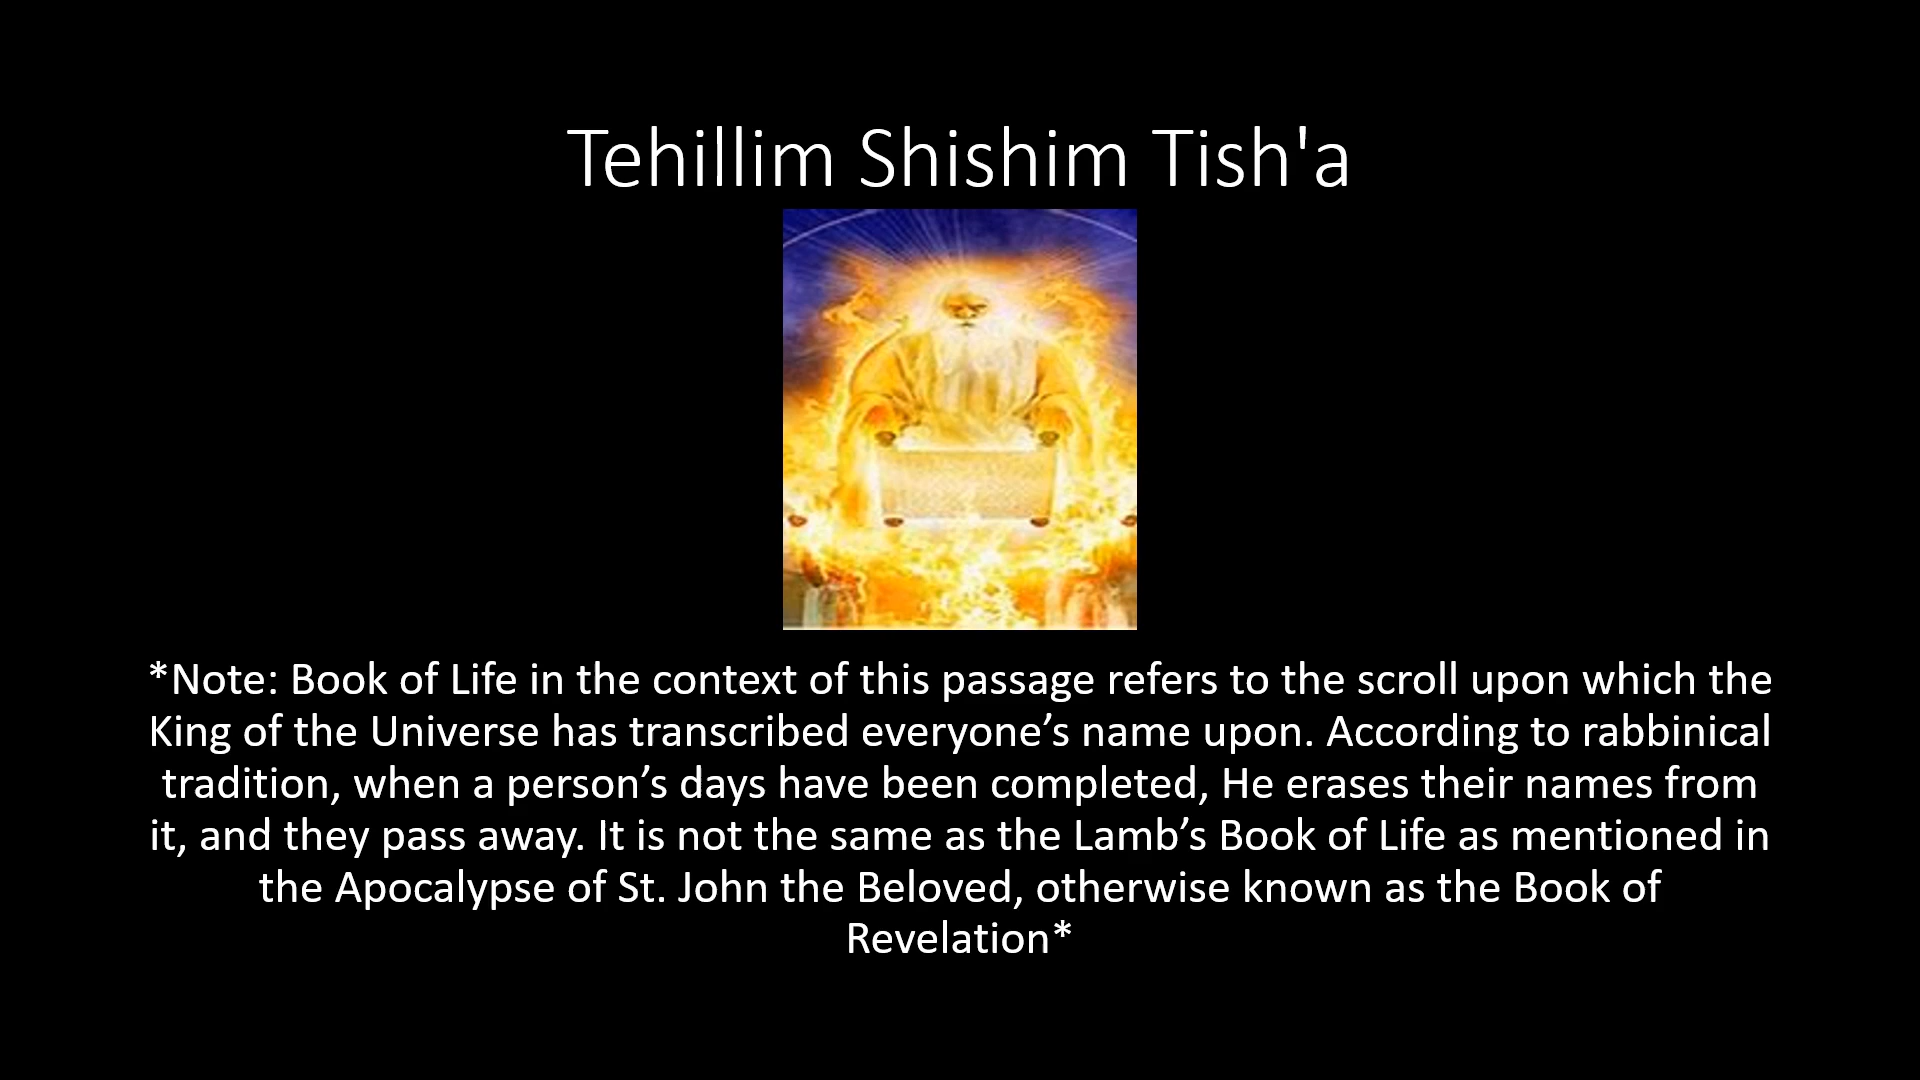 Tehillim Shishim Tish'a
*Note: Book of Life in the context of this passage refers to the scroll upon which the
King of the Universe has transcribed everyone’s name upon. According to rabbinical
tradition, when a person’s days have been completed, He erases their names from
it, and they pass away. It is not the same as the Lamb’s Book of Life as mentioned in
the Apocalypse of St. John the Beloved, otherwise known as the Book of
Revelation*